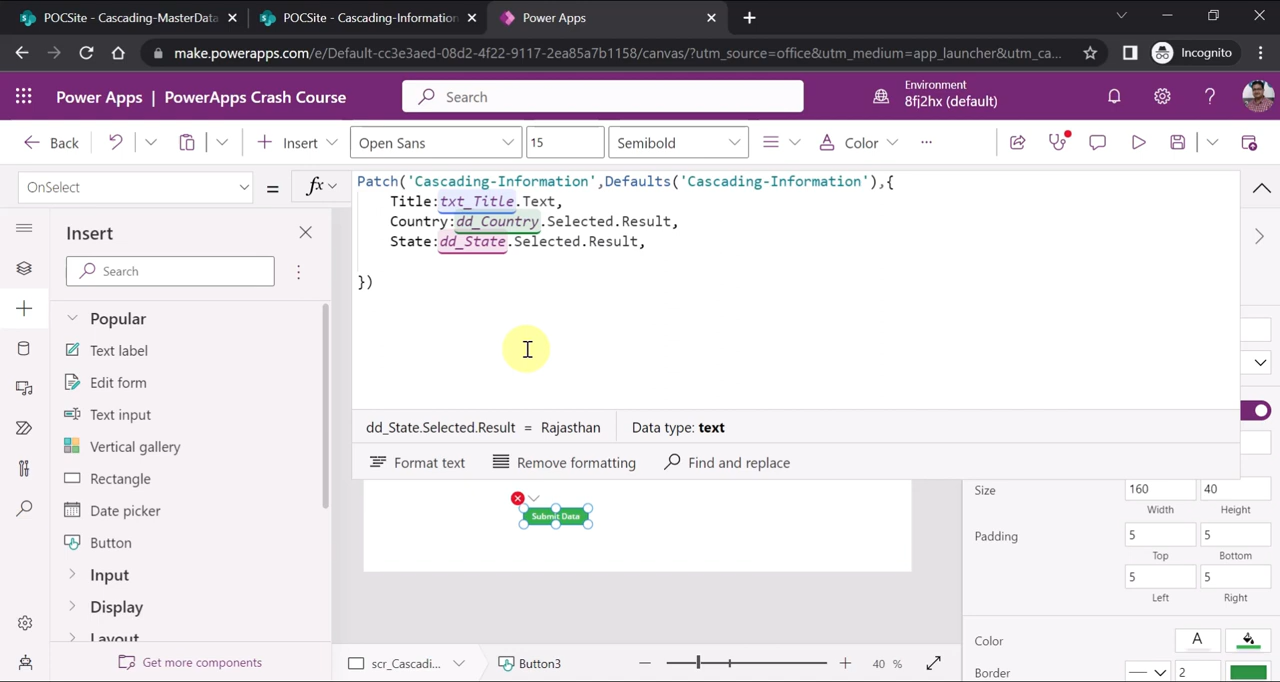 POCSite - Cascading-MasterData
POCSite - Cascading-Information
Power Apps
make.powerapps.com/e/Default-cc3e3aed-08d2-4f22-9117-2ea85a7b1158/canvas/?utm_source=office&utm_medium=app_launcher&utm_ca...
Incognito
Power Apps | PowerApps Crash Course
Search
Environment
8fj2hx (default)
Back
Insert
Open Sans
15
Semibold
Color
OnSelect
=
fx
Patch('Cascading-Information',Defaults('Cascading-Information'),{
Title:txt_Title.Text,
Country:dd_Country.Selected.Result,
State:dd_State.Selected.Result,
})
Insert
Search
Popular
Text label
Edit form
Text input
Vertical gallery
Rectangle
Date picker
Button
Input
Display
Layout
Get more components
dd_State.Selected.Result = Rajasthan
Data type: text
Format text
Remove formatting
Find and replace
Submit Data
Size
160
40
Width
Height
Padding
5
5
Top
Bottom
5
5
Left
Right
Color
A
Border
2
scr_Cascadi...
Button3
40 %